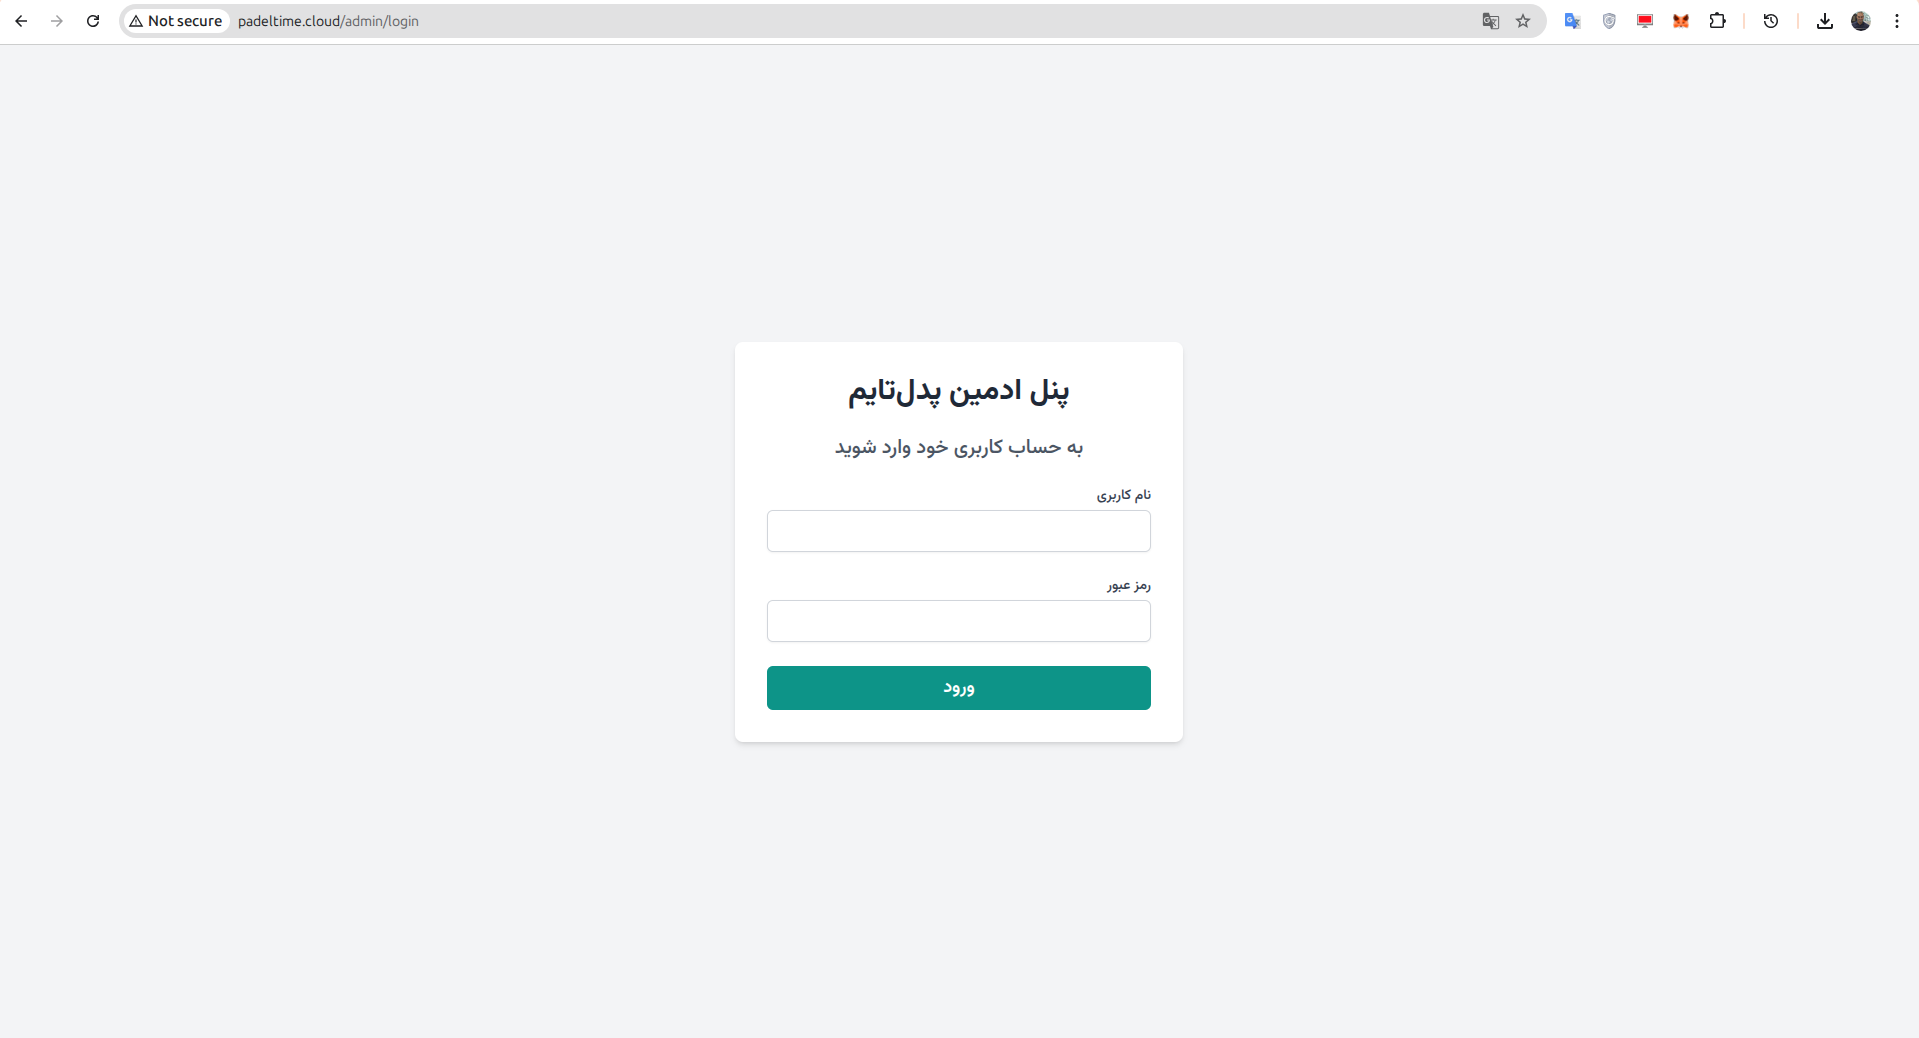 Not secure padeltime.cloud/admin/login
پنل ادمین پدل‌تایم
به حساب کاربری خود وارد شوید
نام کاربری
رمز عبور
ورود